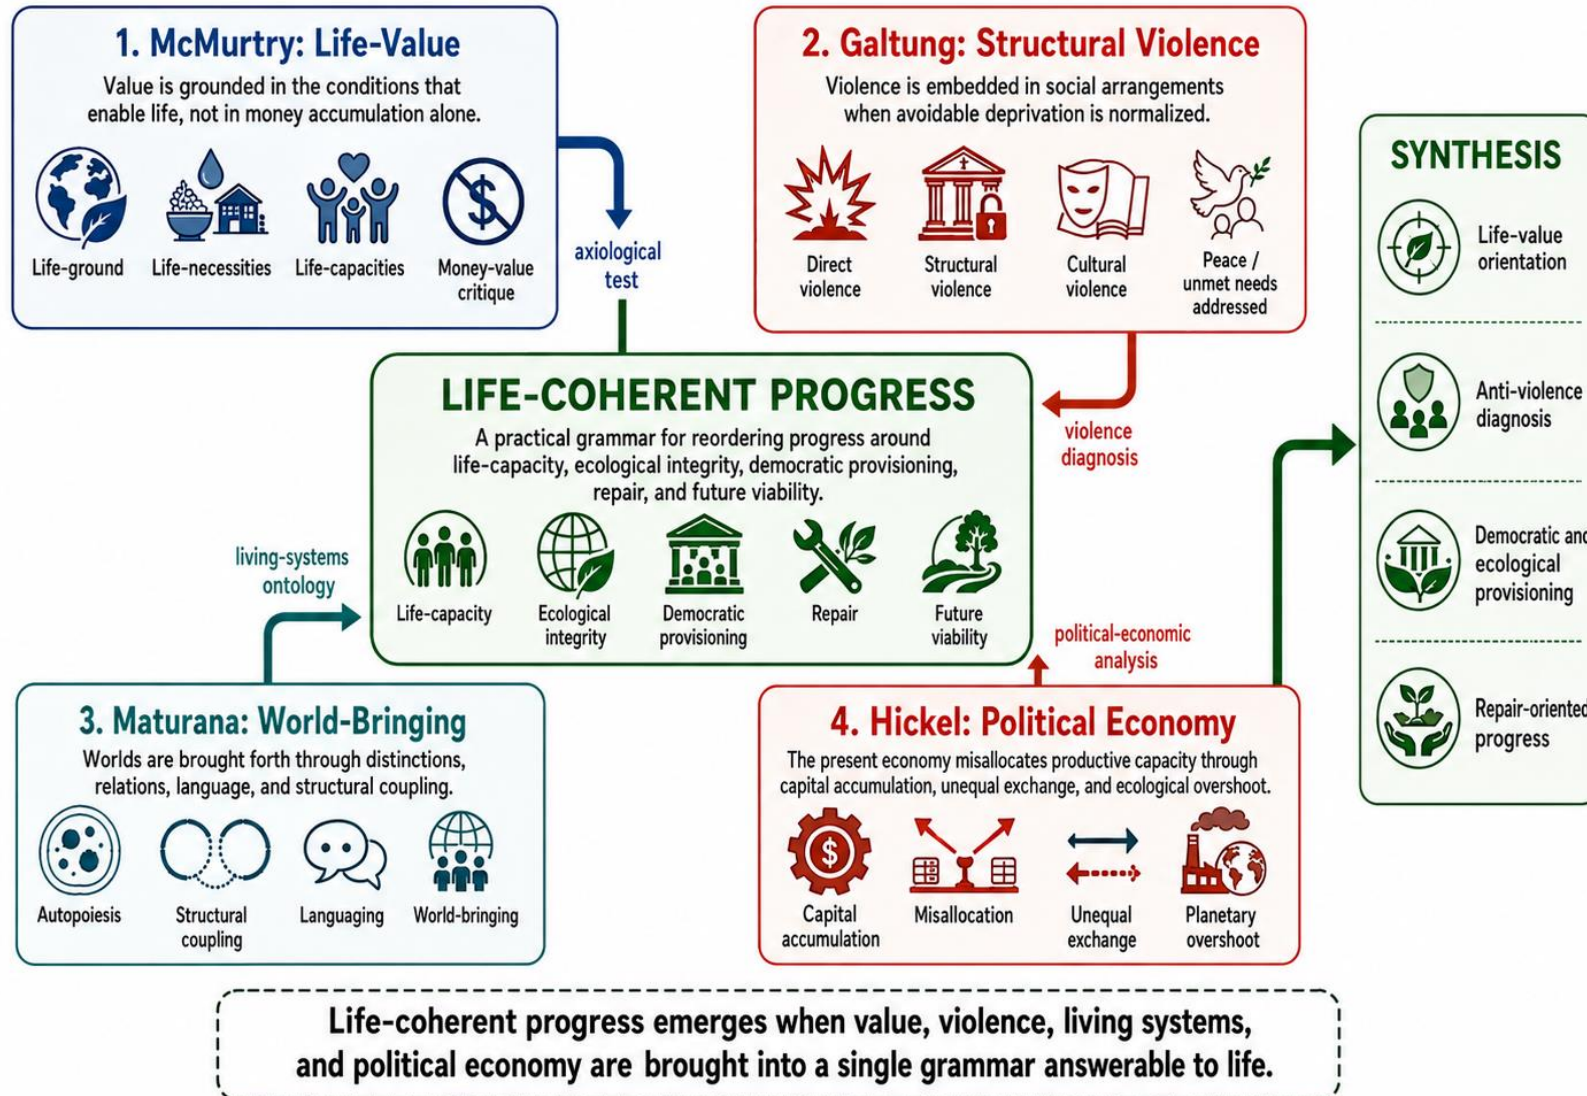 1. McMurtry: Life-Value
Value is grounded in the conditions that
enable life, not in money accumulation alone.
Life-ground
Life-necessities
Life-capacities
Money-value
critique
axiological
test
2. Galtung: Structural Violence
Violence is embedded in social arrangements
when avoidable deprivation is normalized.
Direct
violence
Structural
violence
Cultural
violence
Peace /
unmet needs
addressed
violence
diagnosis
LIFE-COHERENT PROGRESS
A practical grammar for reordering progress around
life-capacity, ecological integrity, democratic provisioning,
repair, and future viability.
Life-capacity
Ecological
integrity
Democratic
provisioning
Repair
Future
viability
living-systems
ontology
3. Maturana: World-Bringing
Worlds are brought forth through distinctions,
relations, language, and structural coupling.
Autopoiesis
Structural
coupling
Languaging
World-bringing
political-economic
analysis
4. Hickel: Political Economy
The present economy misallocates productive capacity through
capital accumulation, unequal exchange, and ecological overshoot.
$
Capital
accumulation
Misallocation
Unequal
exchange
Planetary
overshoot
SYNTHESIS
Life-value
orientation
Anti-violence
diagnosis
Democratic and
ecological
provisioning
Repair-oriented
progress
Life-coherent progress emerges when value, violence, living systems,
and political economy are brought into a single grammar answerable to life.